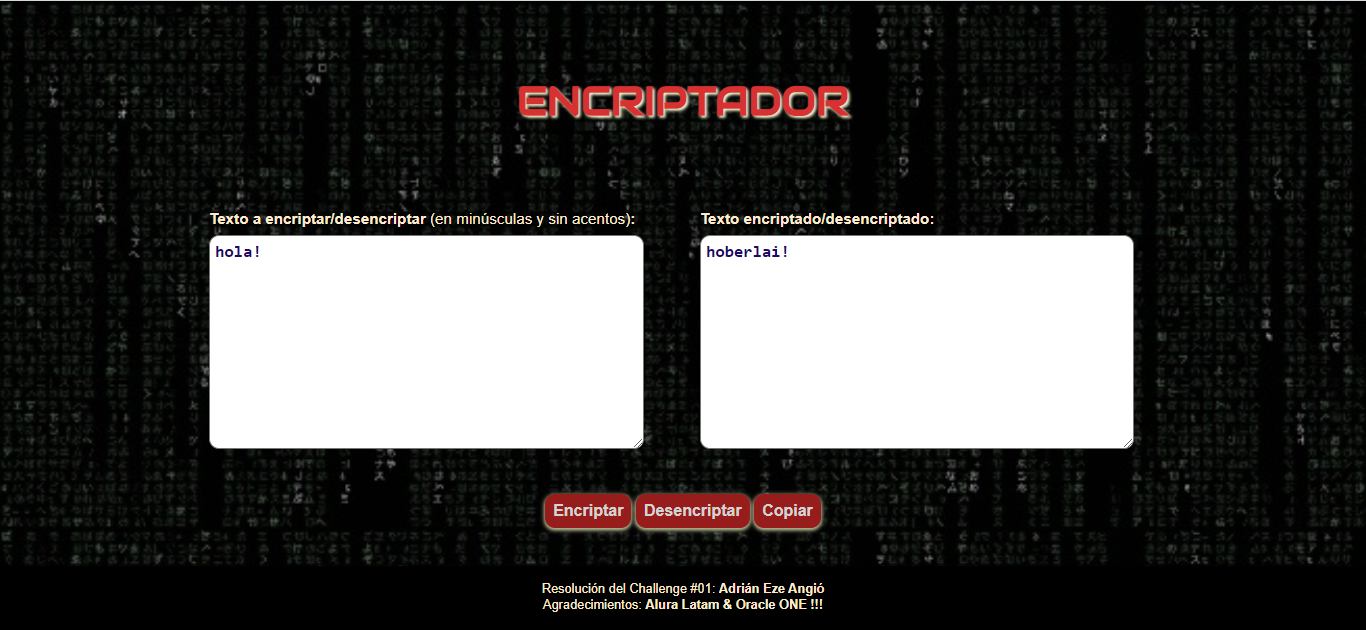 ENCRIPTADOR
Texto a encriptar/desencriptar (en minúsculas y sin acentos):
hola!
Texto encriptado/desencriptado:
hoberlai!
Encriptar Desencriptar Copiar
Resolución del Challenge #01: Adrián Eze Angió
Agradecimientos: Alura Latam & Oracle ONE !!!